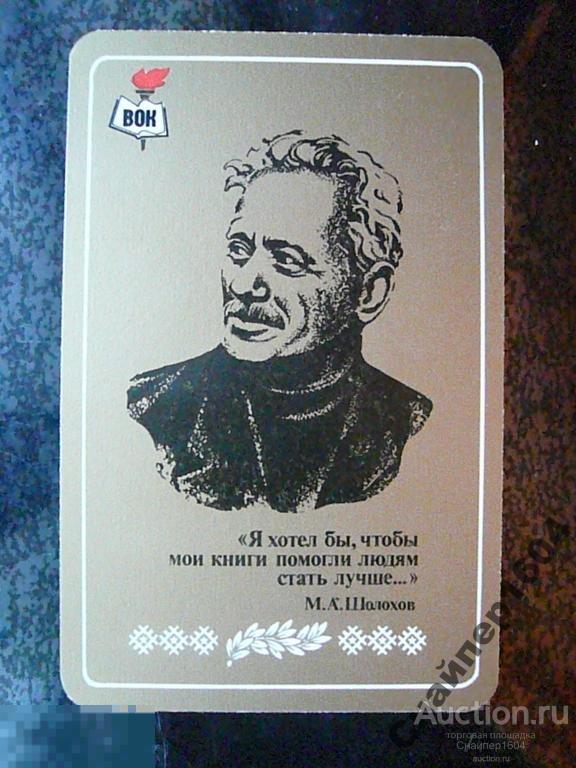 ВОК
«Я хотел бы, чтобы
мои книги помогли людям
стать лучше...»
М.А.Шолохов
Снайпер1604
Auction.ru
торговая площадка
Снайпер1604
auction.ru